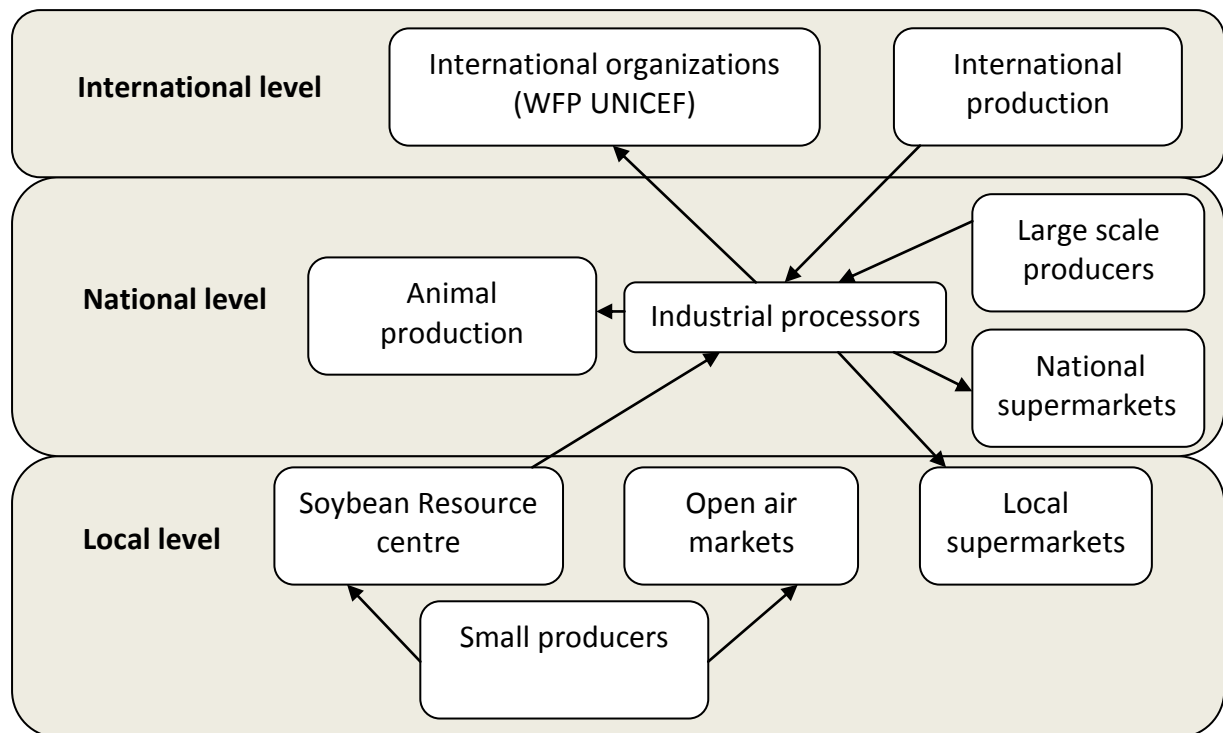 International level
International organizations
(WFP UNICEF)
International
production
National level
Animal
production
Industrial processors
Large scale
producers
National
supermarkets
Local level
Soybean Resource
centre
Open air
markets
Local
supermarkets
Small producers